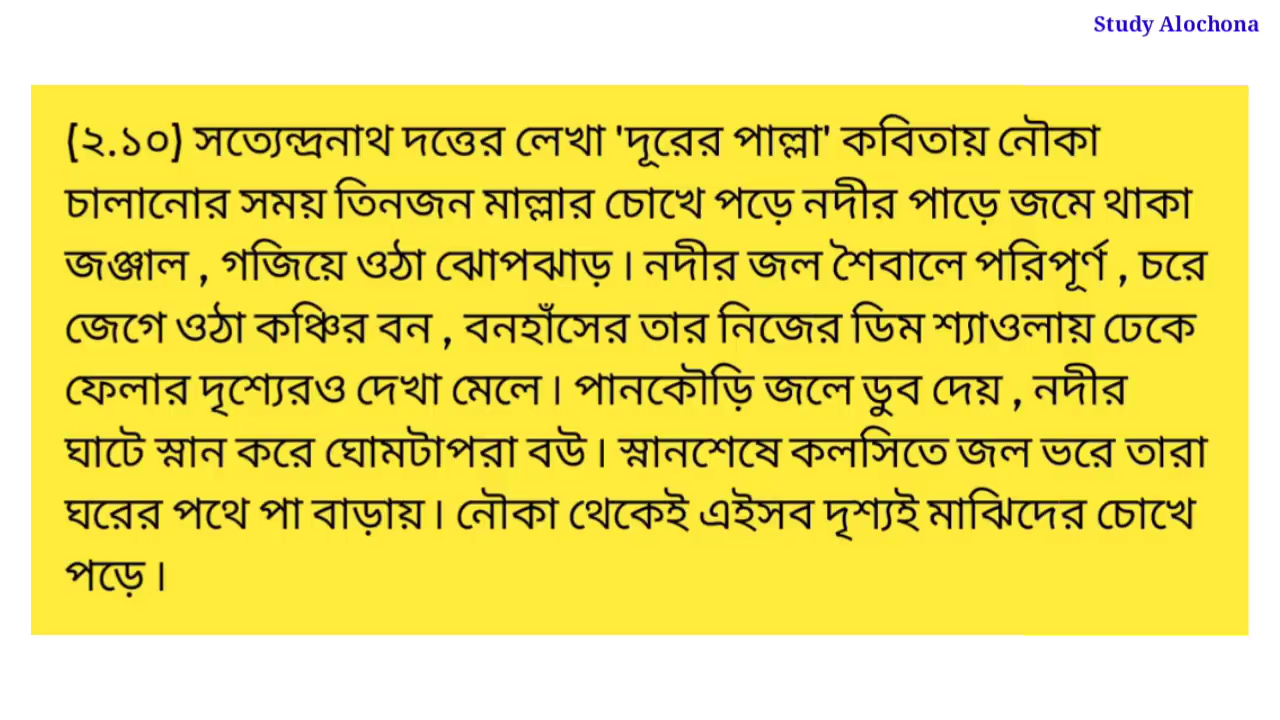 Study Alochona
(২.১০) সত্যেন্দ্রনাথ দত্তের লেখা 'দূরের পাল্লা' কবিতায় নৌকা
চালানোর সময় তিনজন মাল্লার চোখে পড়ে নদীর পাড়ে জমে থাকা
জঞ্জাল , গজিয়ে ওঠা ঝোপঝাড় । নদীর জল শৈবালে পরিপূর্ণ , চরে
জেগে ওঠা কঞ্চির বন , বনহাঁসের তার নিজের ডিম শ্যাওলায় ঢেকে
ফেলার দৃশ্যেরও দেখা মেলে । পানকৌড়ি জলে ডুব দেয় , নদীর
ঘাটে স্নান করে ঘোমটাপরা বউ । স্নানশেষে কলসিতে জল ভরে তারা
ঘরের পথে পা বাড়ায় । নৌকা থেকেই এইসব দৃশ্যই মাঝিদের চোখে
পড়ে ।